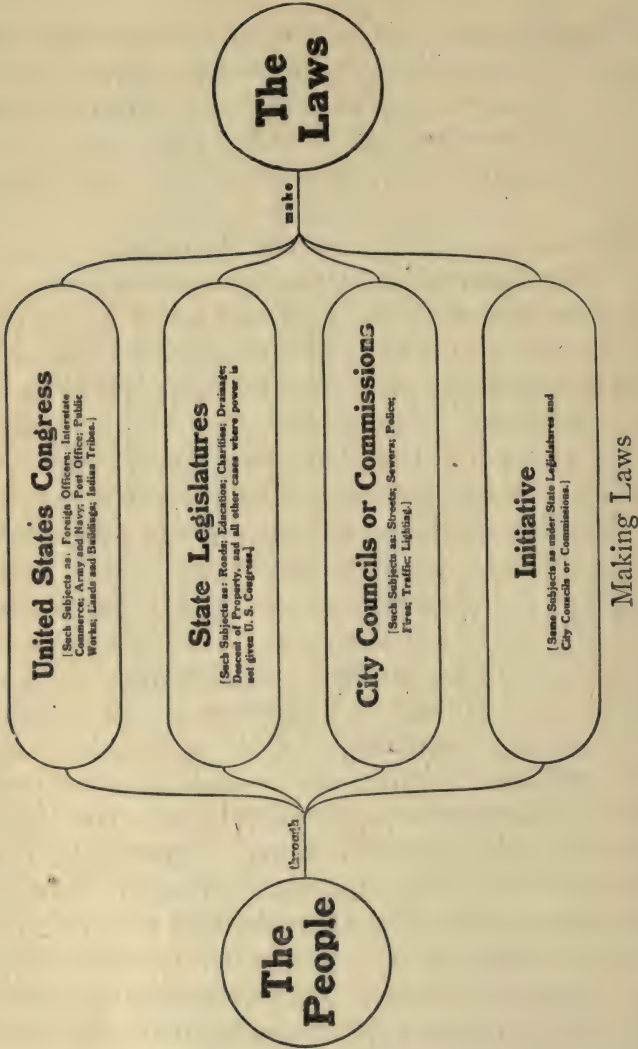 The
People
through
United States Congress
[Such Subjects as: Foreign Officers; Interstate
Commerce; Army and Navy; Post Office; Public
Works; Lands and Buildings; Indian Tribes.]
State Legislatures
[Such Subjects as: Roads; Education; Charities; Drainage;
Descent of Property, and all other cases where power is
not given U. S. Congress.]
City Councils or Commissions
[Such Subjects as: Streets; Sewers; Police;
Fires; Traffic; Lighting.]
Initiative
[Same Subjects as under State Legislatures and
City Councils or Commissions.]
make
The
Laws
Making Laws